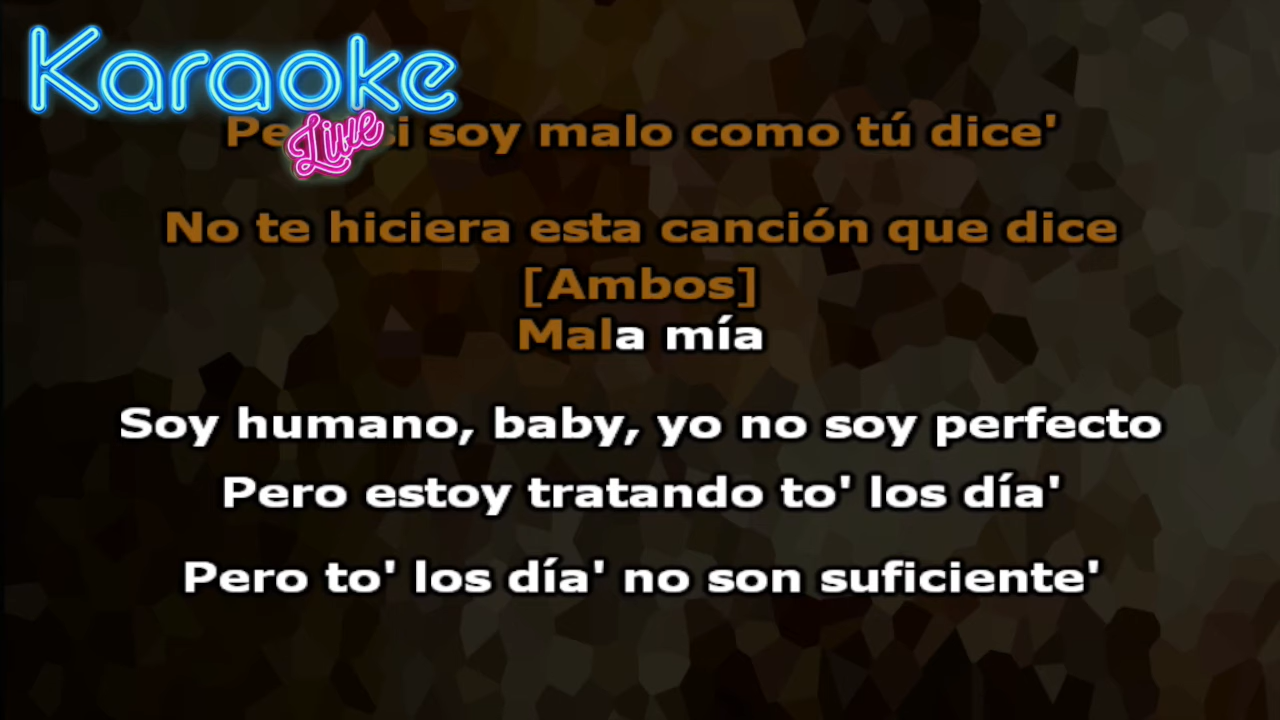 Karaoke
Live
soy malo como tú dice'
No te hiciera esta canción que dice
[Ambos]
Mala mía
Soy humano, baby, yo no soy perfecto
Pero estoy tratando to' los día'
Pero to' los día' no son suficiente'